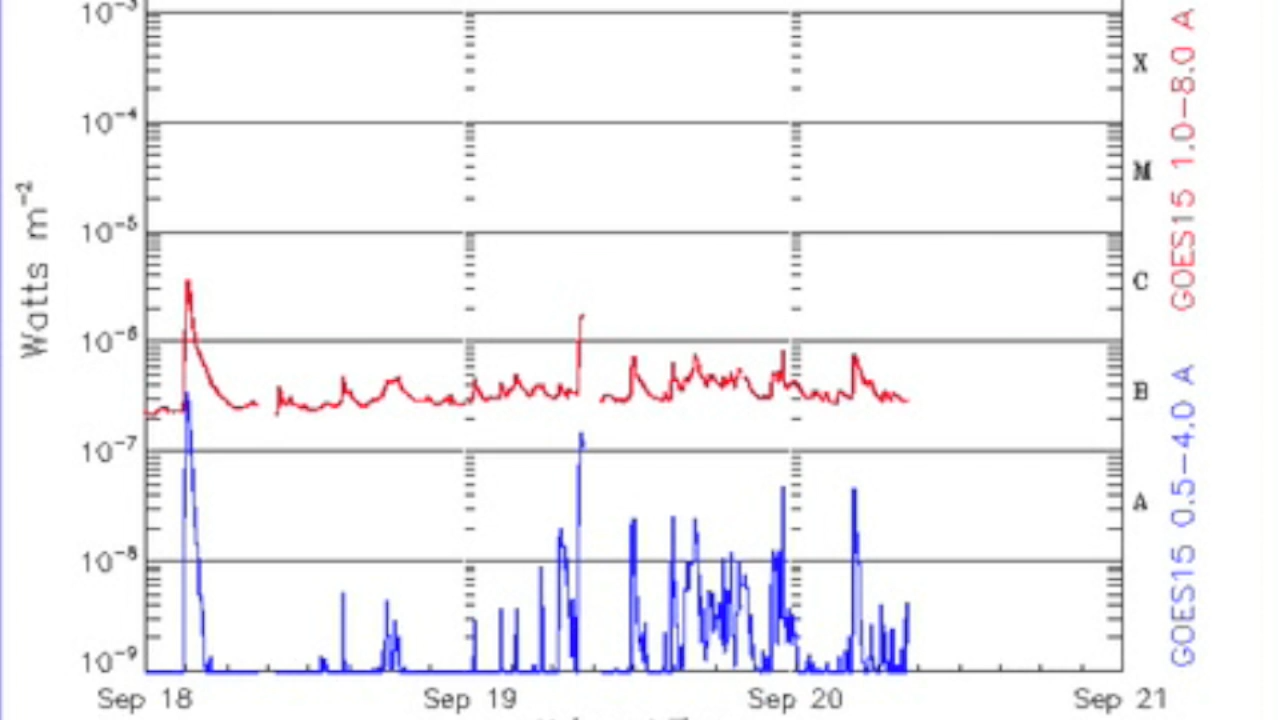 10-3
10-4
10-5
10-6
10-7
10-8
10-9
Watts m-2
X
M
C
B
A
GOES15 1.0-8.0 A
GOES15 0.5-4.0 A
Sep 18
Sep 19
Sep 20
Sep 21